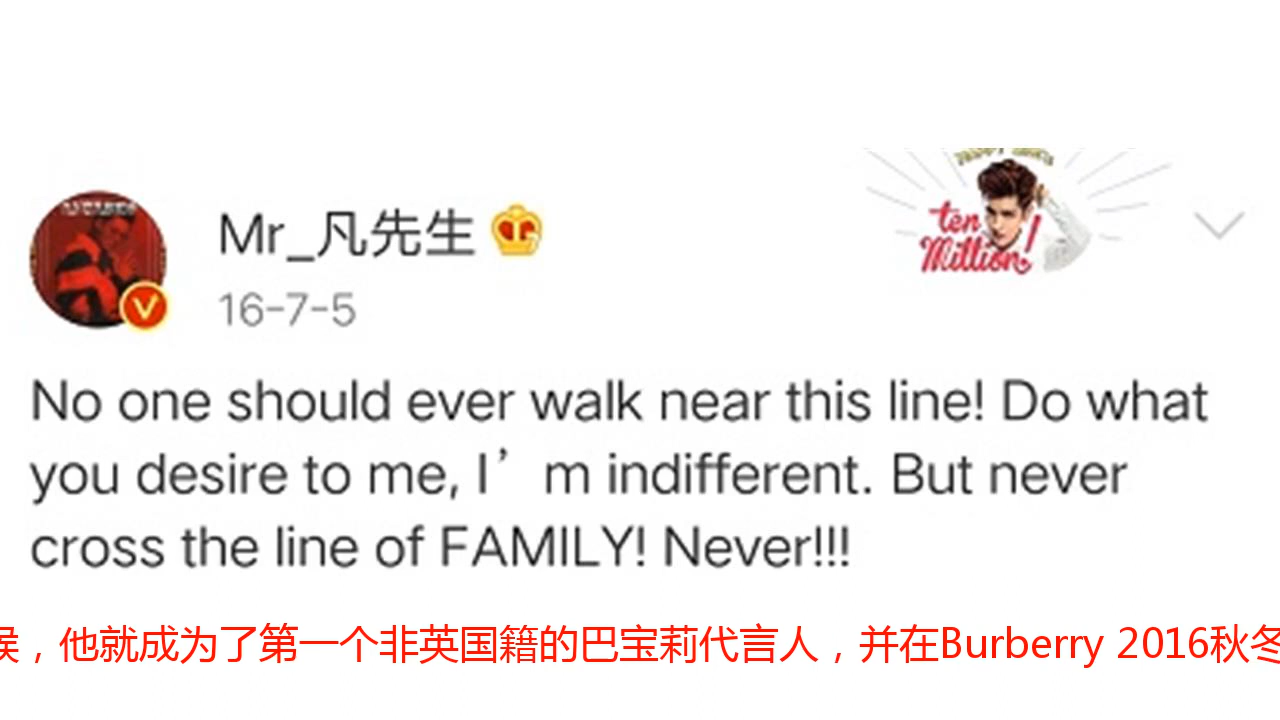 ten
Million!
Mr_凡先生
16-7-5
No one should ever walk near this line! Do what
you desire to me, I’m indifferent. But never
cross the line of FAMILY! Never!!!
，他就成为了第一个非英国籍的巴宝莉代言人，并在Burberry 2016秋冬